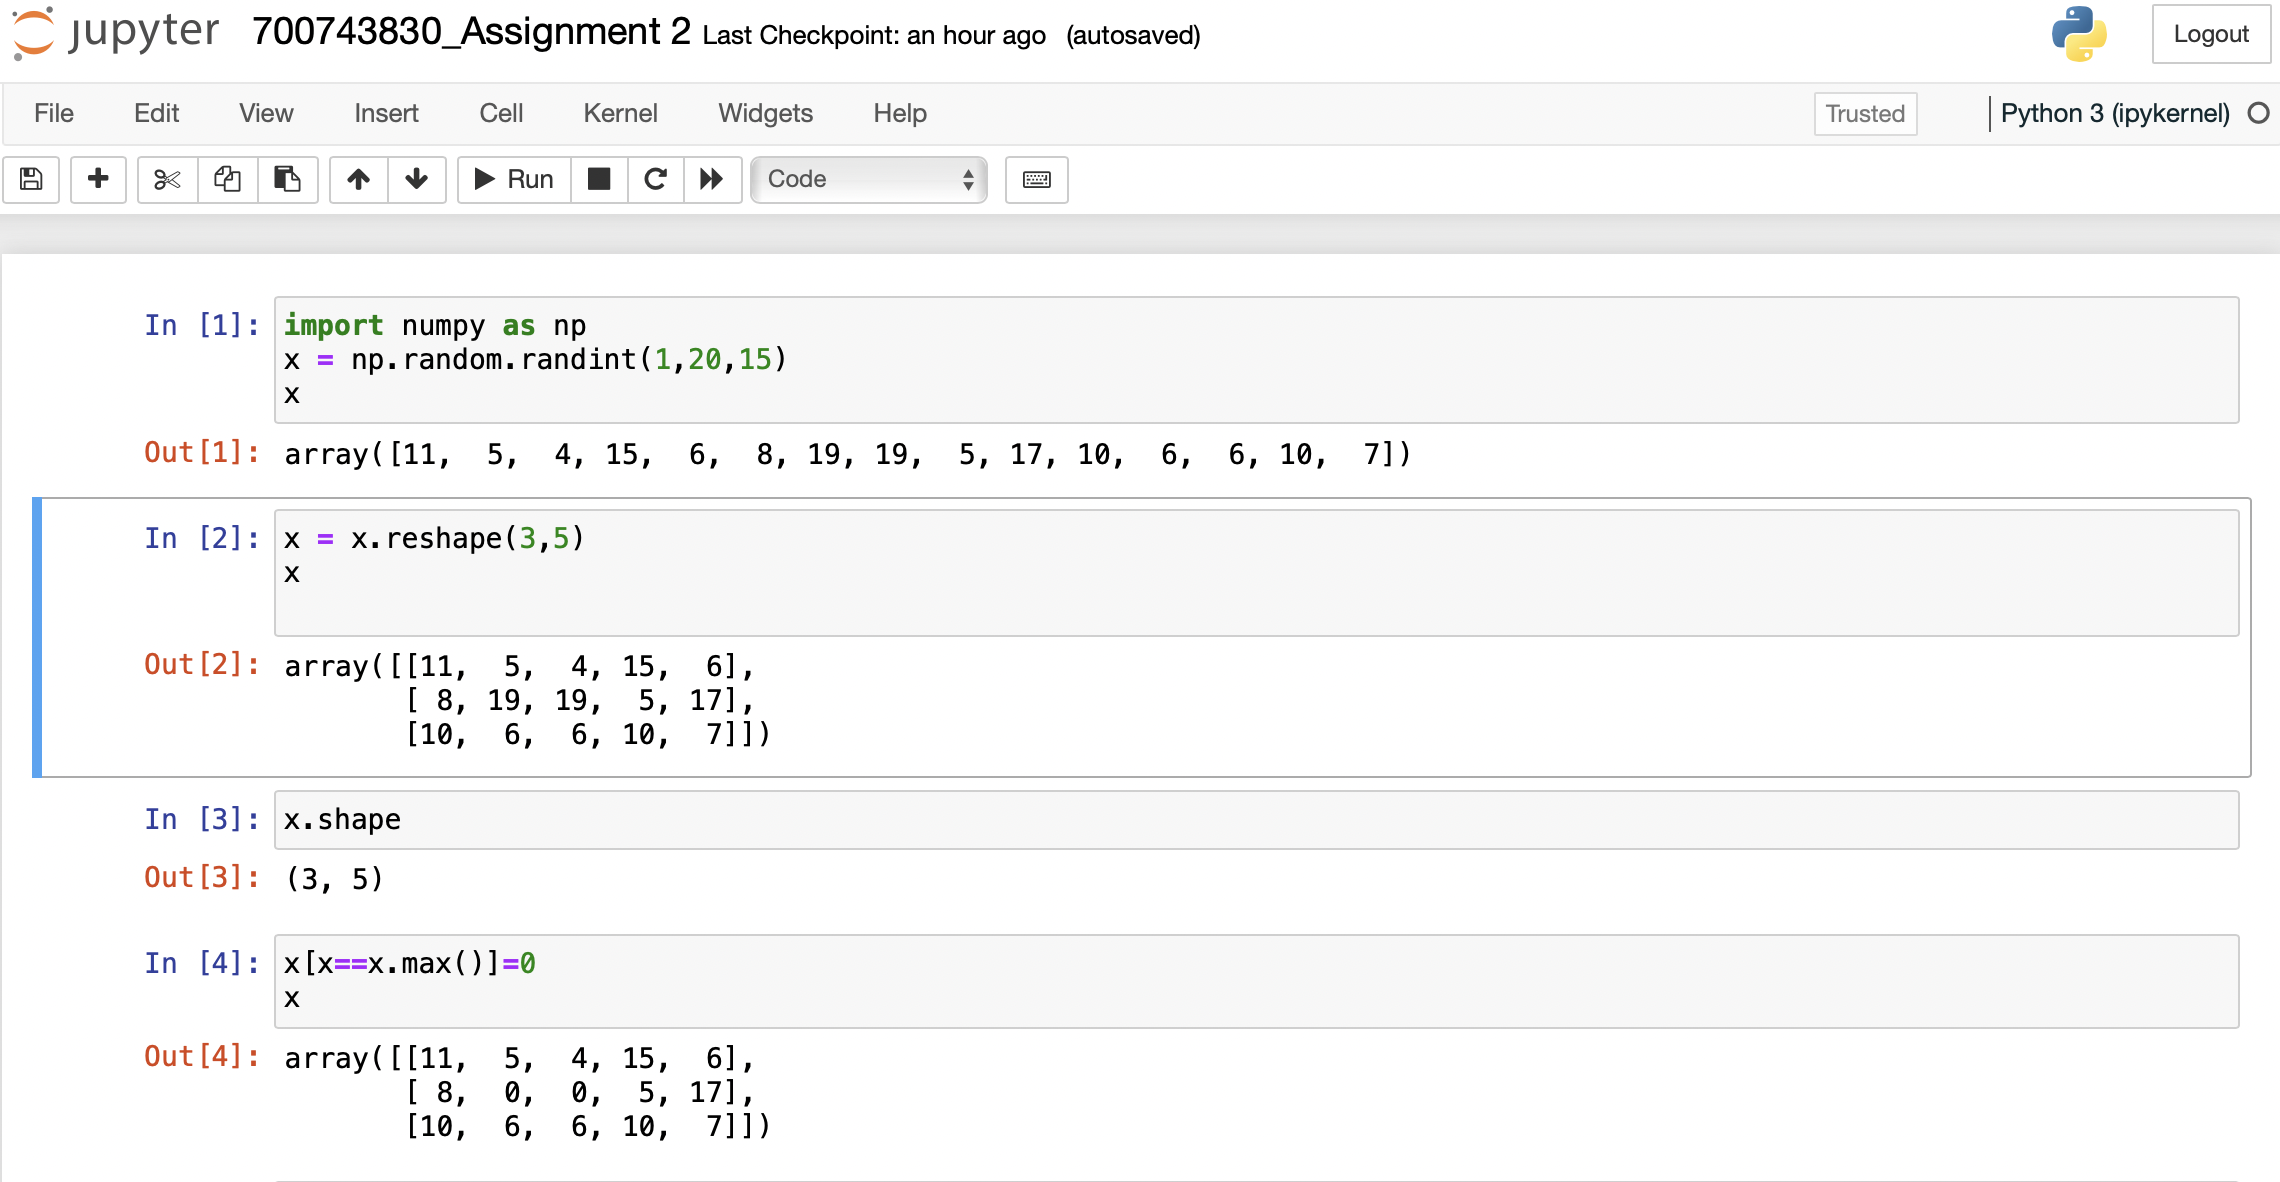 jupyter 700743830_Assignment 2 Last Checkpoint: an hour ago (autosaved) Logout
File Edit View Insert Cell Kernel Widgets Help Trusted Python 3 (ipykernel)
Run Code
In [1]: import numpy as np
x = np.random.randint(1,20,15)
x
Out[1]: array([11,  5,  4, 15,  6,  8, 19, 19,  5, 17, 10,  6,  6, 10,  7])
In [2]: x = x.reshape(3,5)
x
Out[2]: array([[11,  5,  4, 15,  6],
[ 8, 19, 19,  5, 17],
[10,  6,  6, 10,  7]])
In [3]: x.shape
Out[3]: (3, 5)
In [4]: x[x==x.max()]=0
x
Out[4]: array([[11,  5,  4, 15,  6],
[ 8,  0,  0,  5, 17],
[10,  6,  6, 10,  7]])